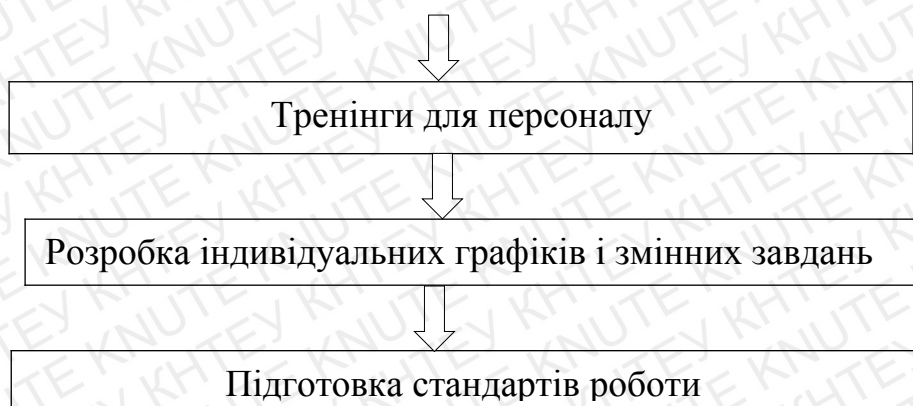 Тренінги для персоналу
Розробка індивідуальних графіків і змінних завдань
Підготовка стандартів роботи